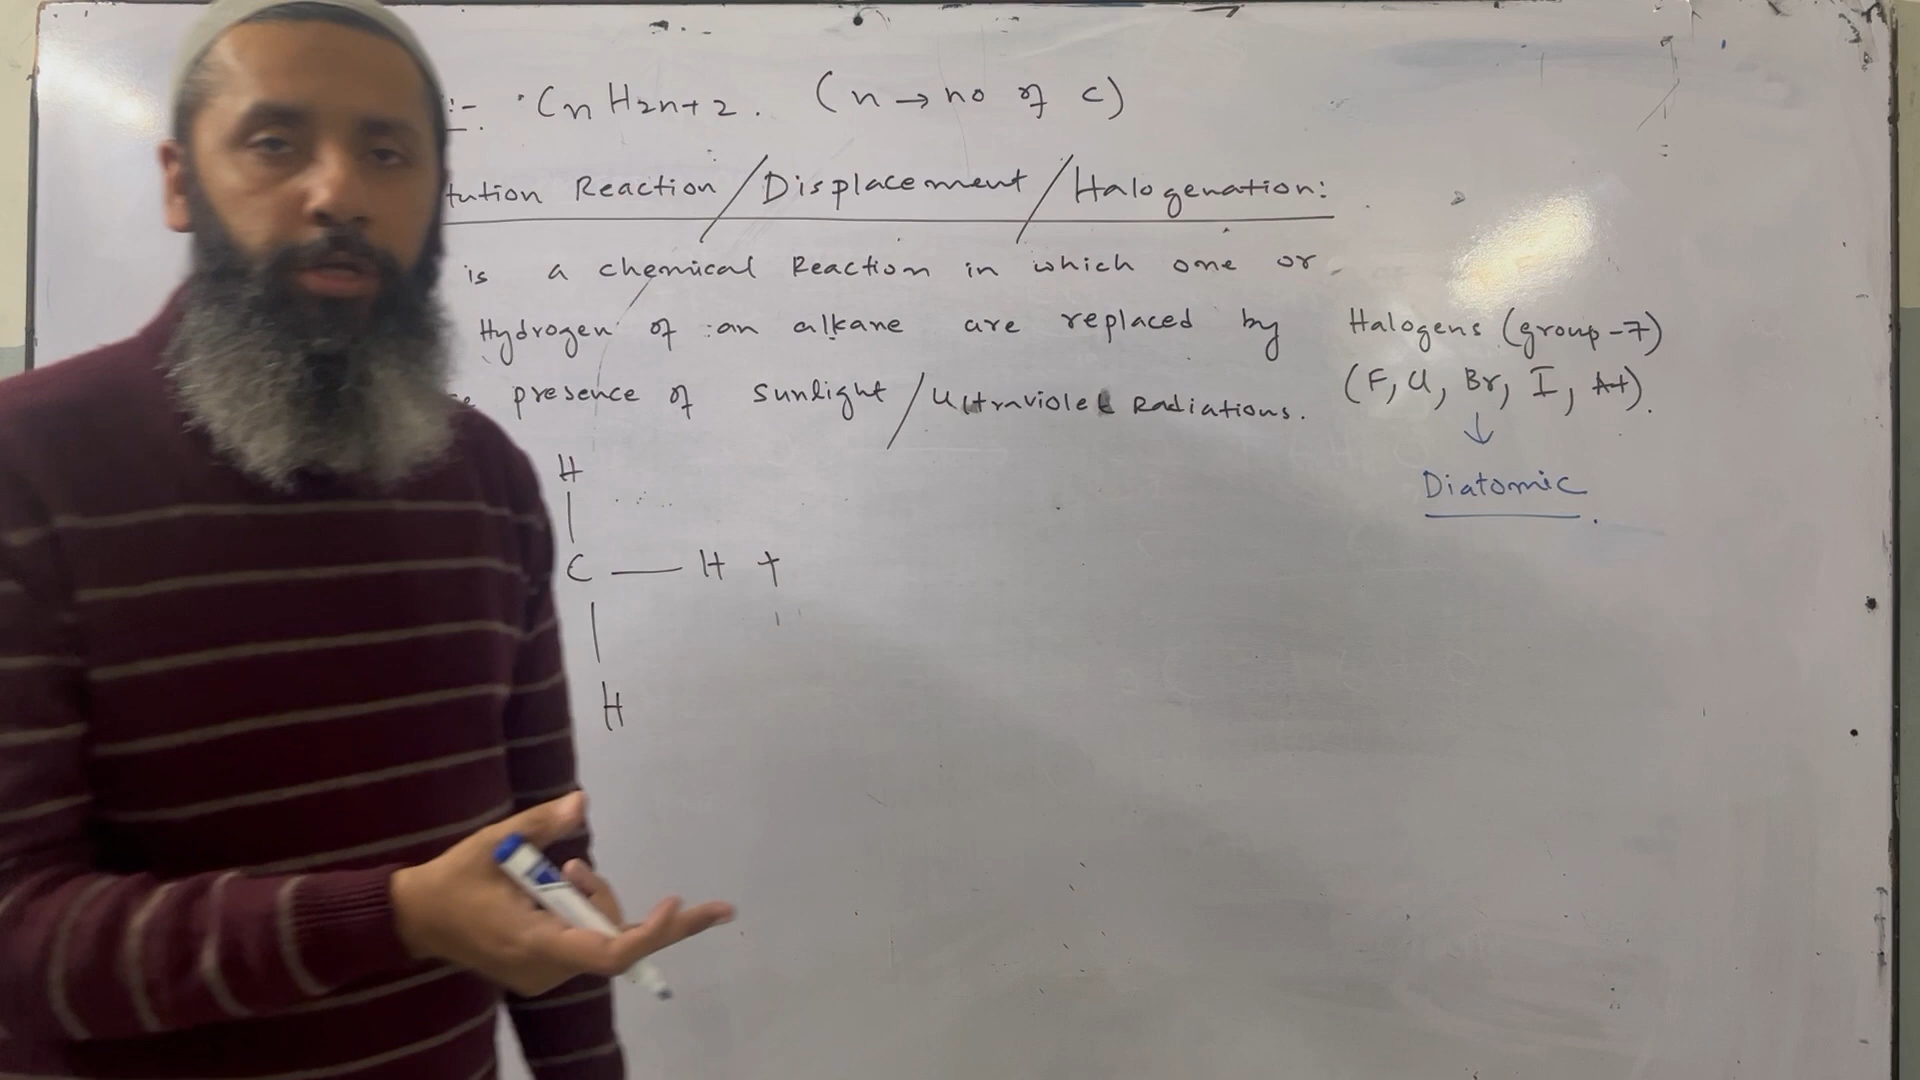 :- CnH2n+2. (n → no of c)
tution Reaction / Displacement / Halogenation:
is a chemical Reaction in which one or
Hydrogen of an alkane are replaced by Halogens (group-7)
presence of sunlight / Ultraviolet Radiations. (F, Cl, Br, I, At).
↓
Diatomic.
H
|
C — H +
|
H